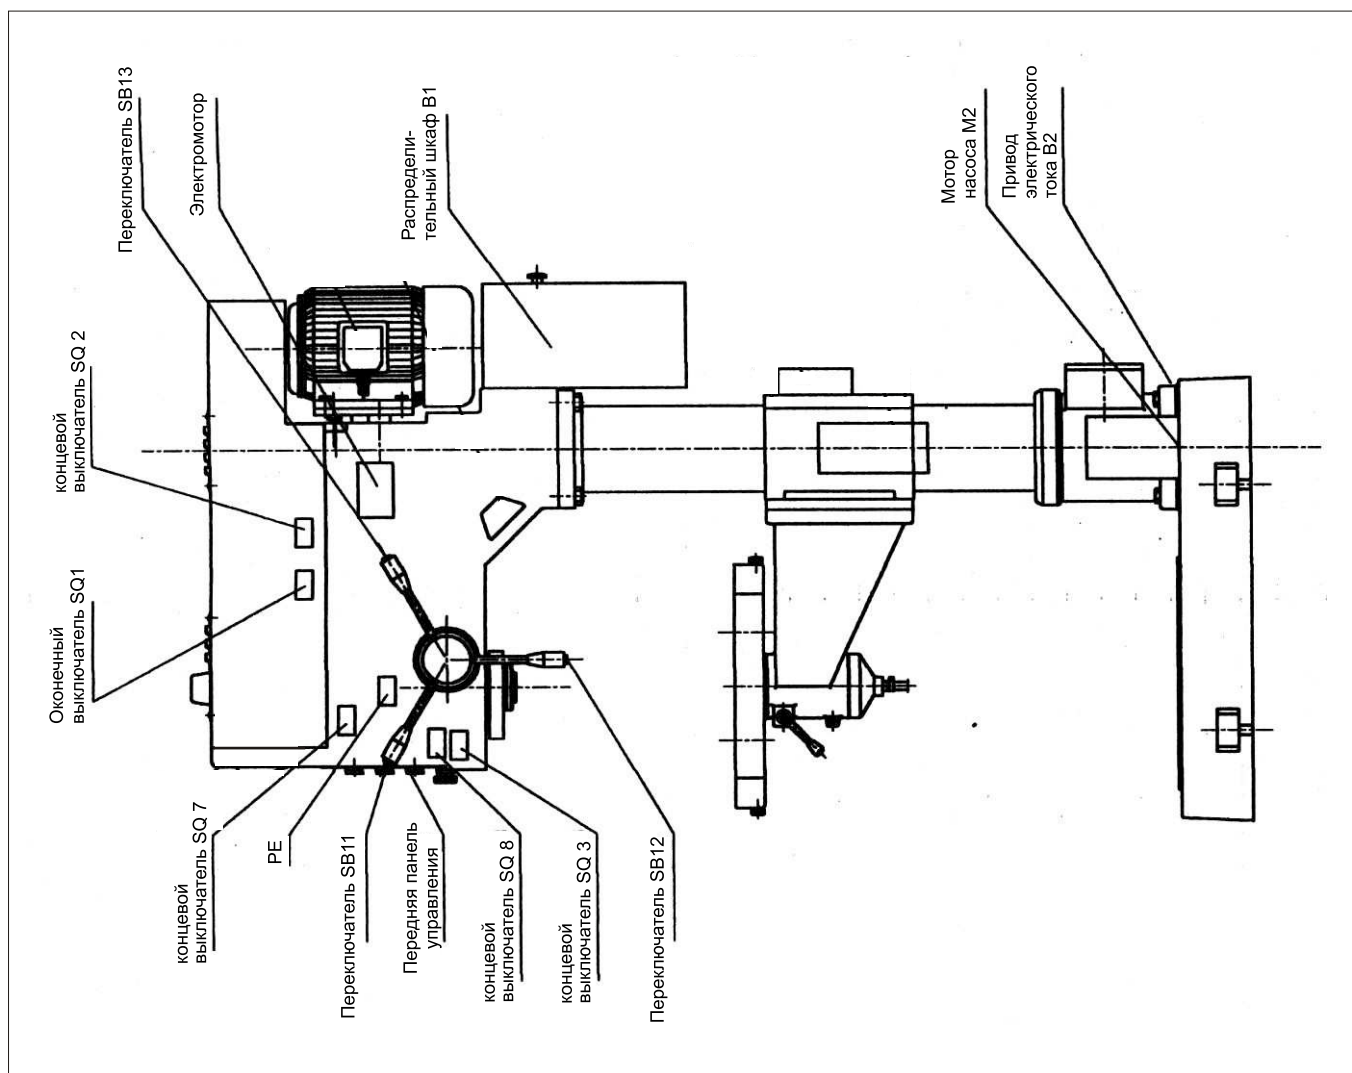 Переключатель SB13
Электромотор
Распредели-
тельный шкаф B1
Мотор
насоса M2
Привод
электрического
тока B2
концевой
выключатель SQ 2
Оконечный
выключатель SQ1
концевой
выключатель SQ 7
PE
Переключатель SB11
Передняя панель
управления
концевой
выключатель SQ 8
концевой
выключатель SQ 3
Переключатель SB12